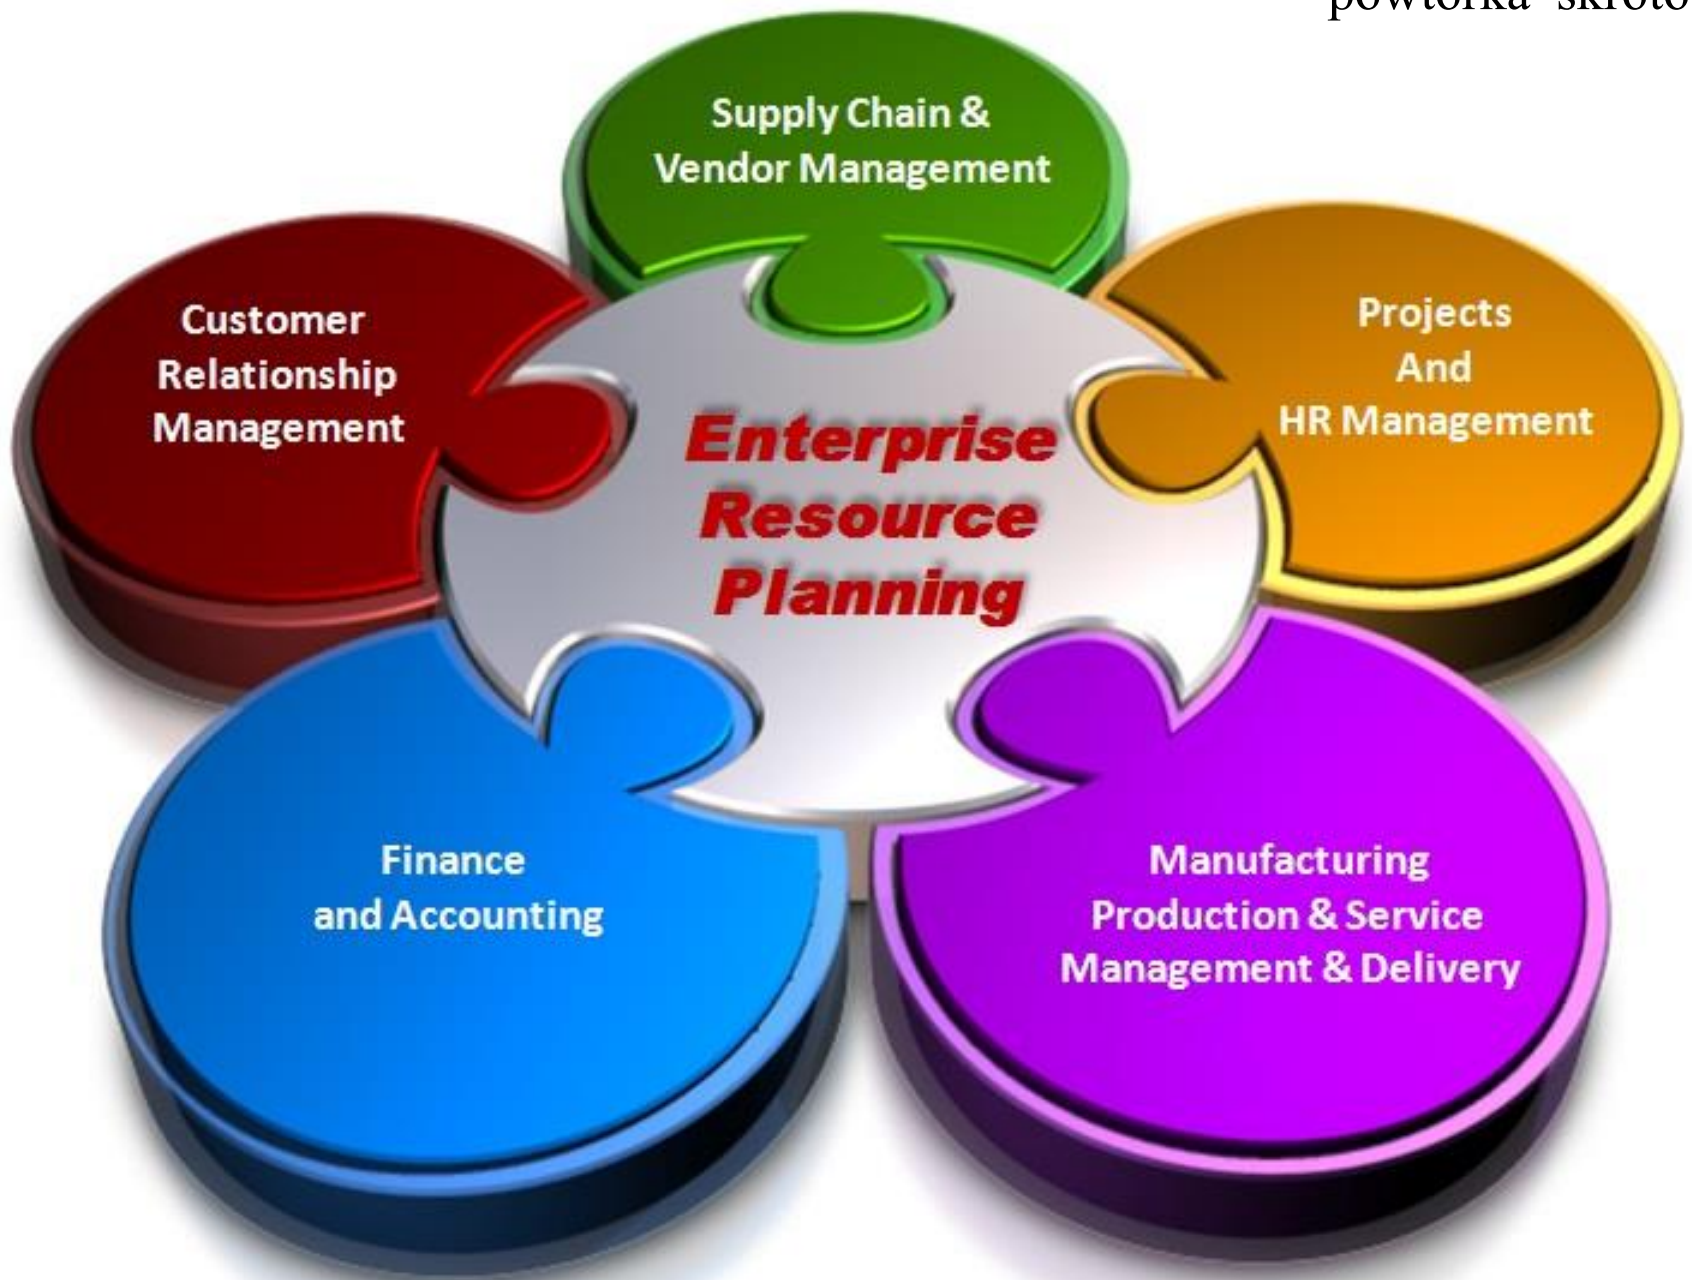 Supply Chain &
Vendor Management
Customer
Relationship
Management
Projects
And
HR Management
Enterprise
Resource
Planning
Finance
and Accounting
Manufacturing
Production & Service
Management & Delivery